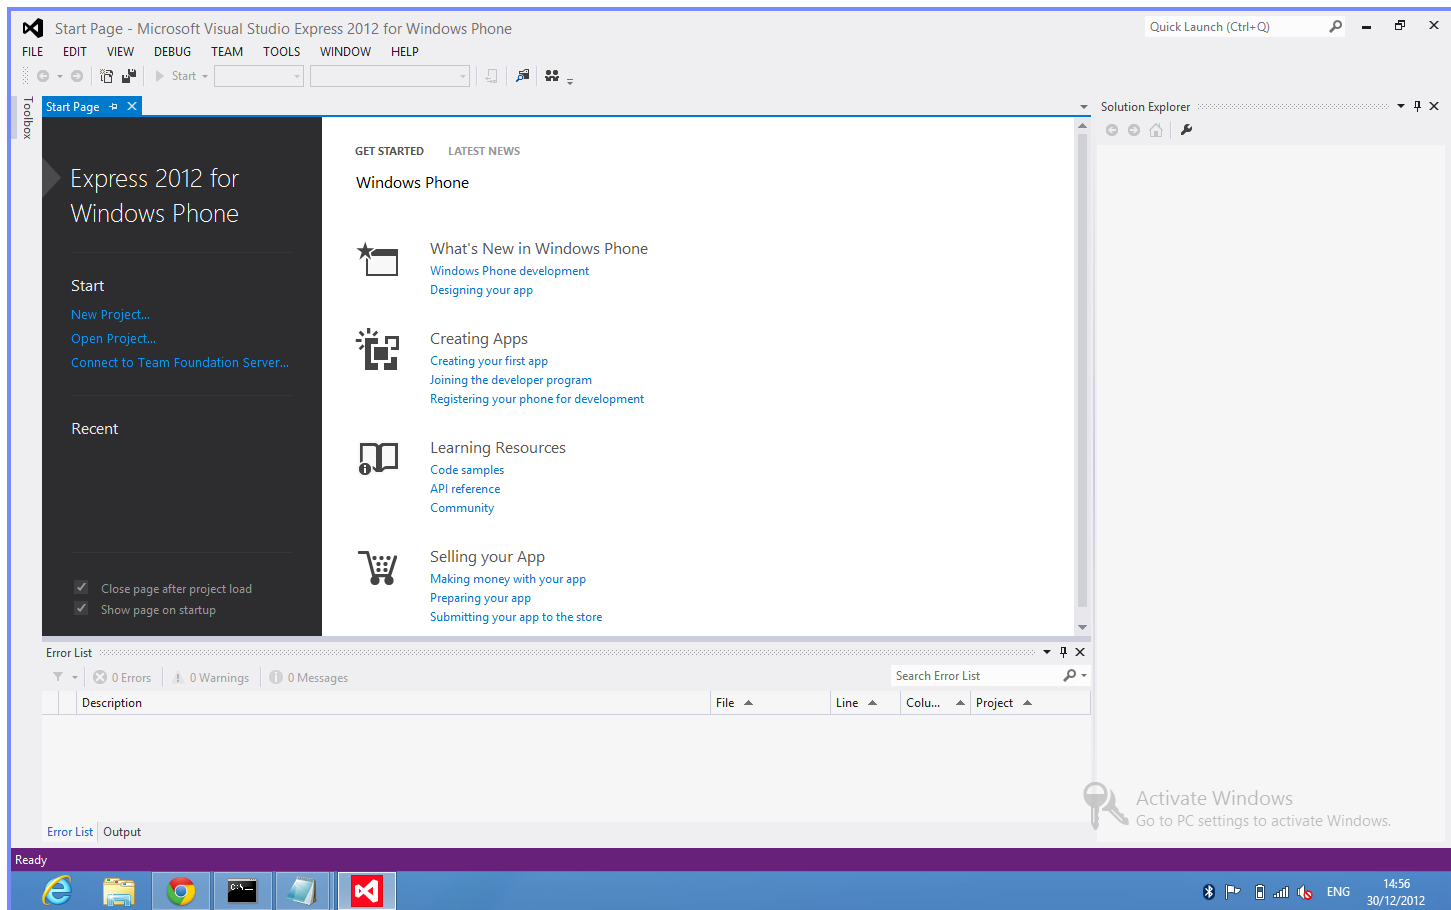 Start Page - Microsoft Visual Studio Express 2012 for Windows Phone
Quick Launch (Ctrl+Q)
FILE EDIT VIEW DEBUG TEAM TOOLS WINDOW HELP
Start
Toolbox
Start Page
Solution Explorer
Express 2012 for
Windows Phone
Start
New Project...
Open Project...
Connect to Team Foundation Server...
Recent
Close page after project load
Show page on startup
GET STARTED LATEST NEWS
Windows Phone
What's New in Windows Phone
Windows Phone development
Designing your app
Creating Apps
Creating your first app
Joining the developer program
Registering your phone for development
Learning Resources
Code samples
API reference
Community
Selling your App
Making money with your app
Preparing your app
Submitting your app to the store
Error List
0 Errors 0 Warnings 0 Messages
Search Error List
Description File Line Colu... Project
Activate Windows
Go to PC settings to activate Windows.
Error List Output
Ready
ENG
14:56
30/12/2012